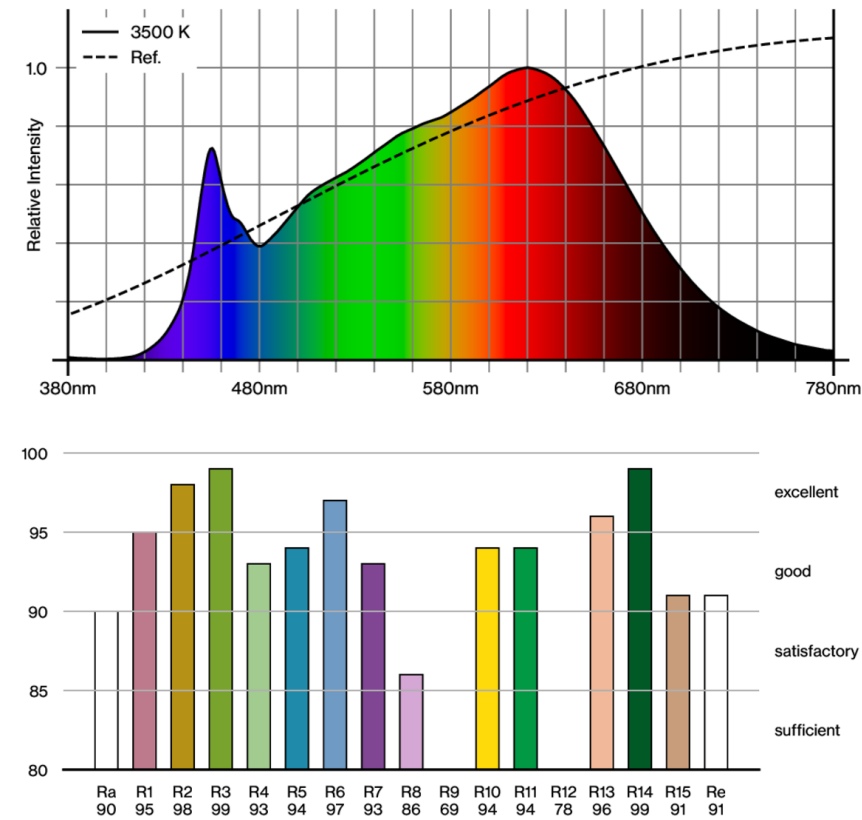 3500 K
Ref.
1.0
Relative Intensity
380nm 480nm 580nm 680nm 780nm
100
excellent
95
good
90
satisfactory
85
sufficient
80
Ra R1 R2 R3 R4 R5 R6 R7 R8 R9 R10 R11 R12 R13 R14 R15 Re
90 95 98 99 93 94 97 93 86 69 94 94 78 96 99 91 91